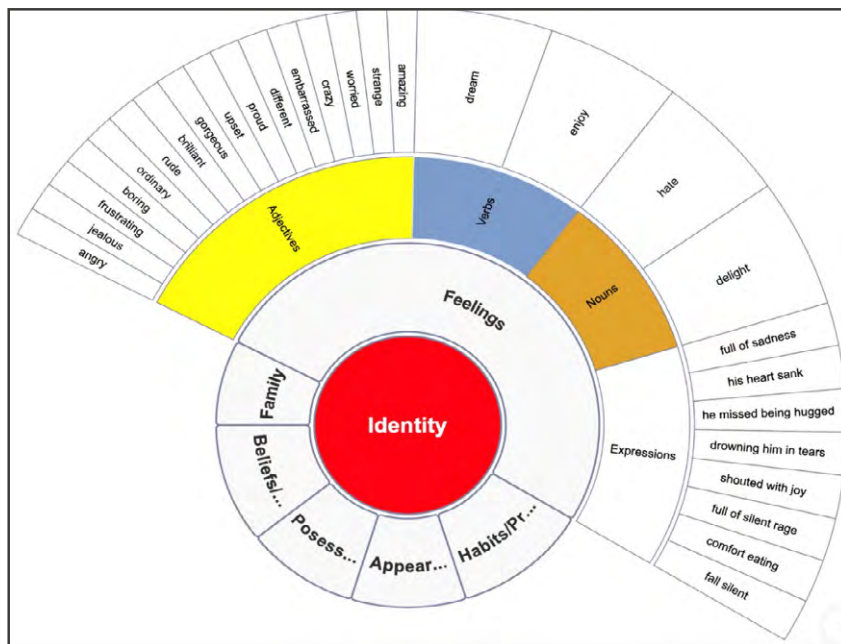 Identity
Feelings
Family
Beliefs/...
Posess...
Appear...
Habits/Pr...
Adjectives
Verbs
Nouns
Expressions
angry
jealous
frustrating
boring
ordinary
rude
brilliant
gorgeous
upset
proud
different
embarrassed
crazy
worried
strange
amazing
dream
enjoy
hate
delight
full of sadness
his heart sank
he missed being hugged
drowning him in tears
shouted with joy
full of silent rage
comfort eating
fall silent